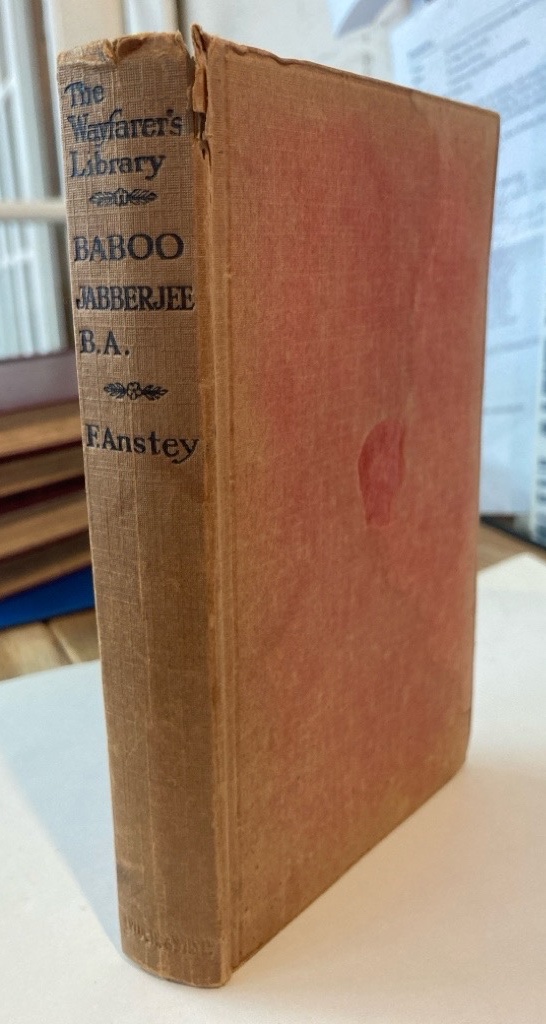 The
Wayfarer's
Library
BABOO
JABBERJEE
B.A.
F. Anstey